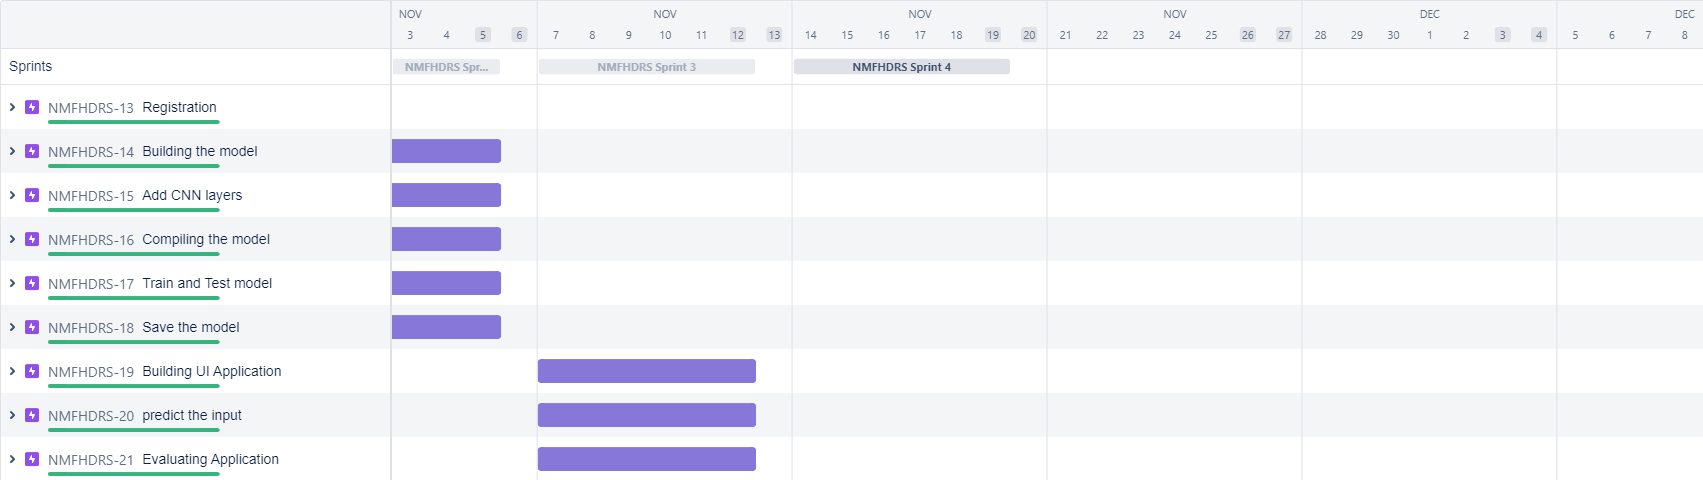 NOV NOV NOV NOV DEC DEC
3 4 5 6 7 8 9 10 11 12 13 14 15 16 17 18 19 20 21 22 23 24 25 26 27 28 29 30 1 2 3 4 5 6 7 8
Sprints NMFHDRS Spr... NMFHDRS Sprint 3 NMFHDRS Sprint 4
NMFHDRS-13 Registration
NMFHDRS-14 Building the model
NMFHDRS-15 Add CNN layers
NMFHDRS-16 Compiling the model
NMFHDRS-17 Train and Test model
NMFHDRS-18 Save the model
NMFHDRS-19 Building UI Application
NMFHDRS-20 predict the input
NMFHDRS-21 Evaluating Application